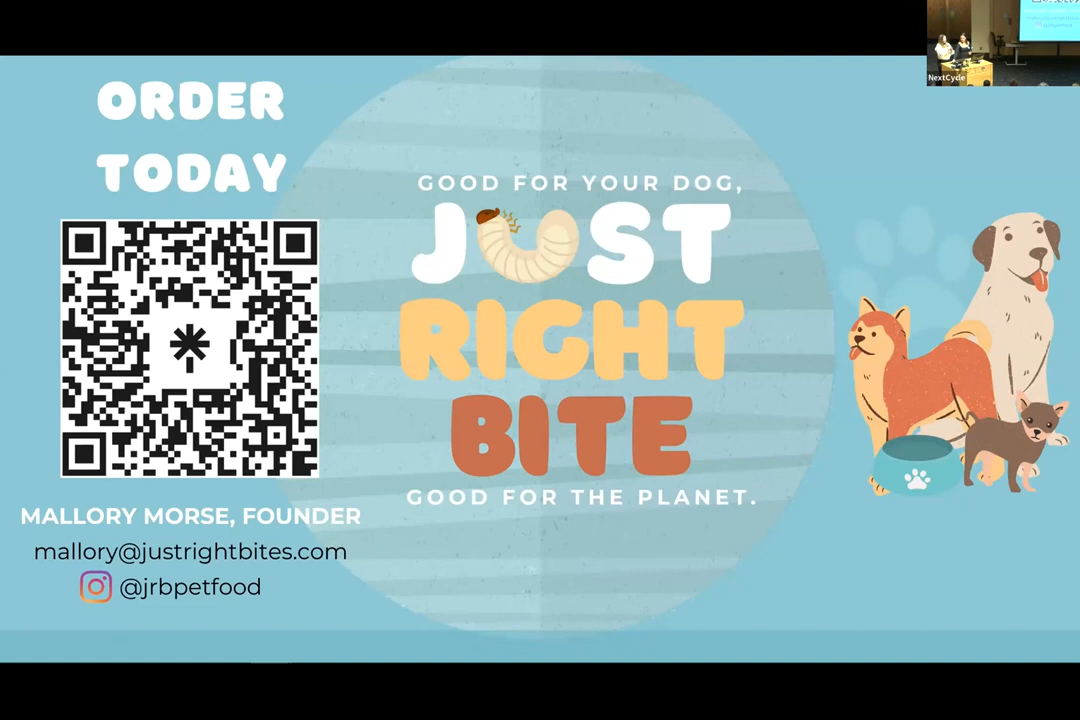 ORDER
TODAY
MALLORY MORSE, FOUNDER
mallory@justrightbites.com
@jrbpetfood
GOOD FOR YOUR DOG,
JUST
RIGHT
BITE
GOOD FOR THE PLANET.
NextCycle